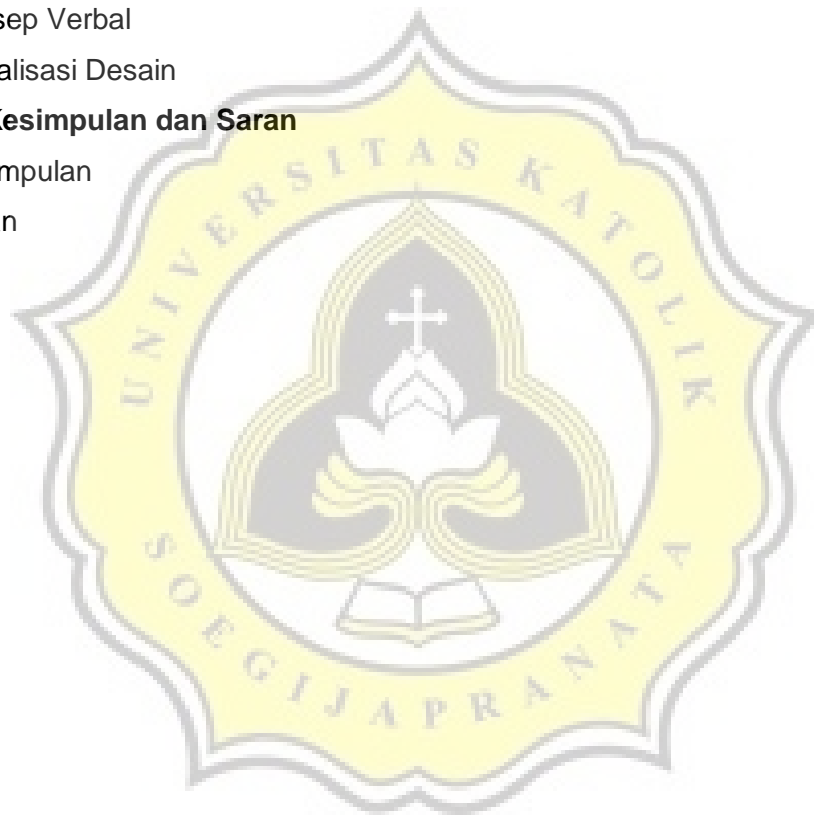 sep Verbal
alisasi Desain
Kesimpulan dan Saran
mpulan
n
UNIVERSITAS KATOLIK
SOEGIJAPRANATA